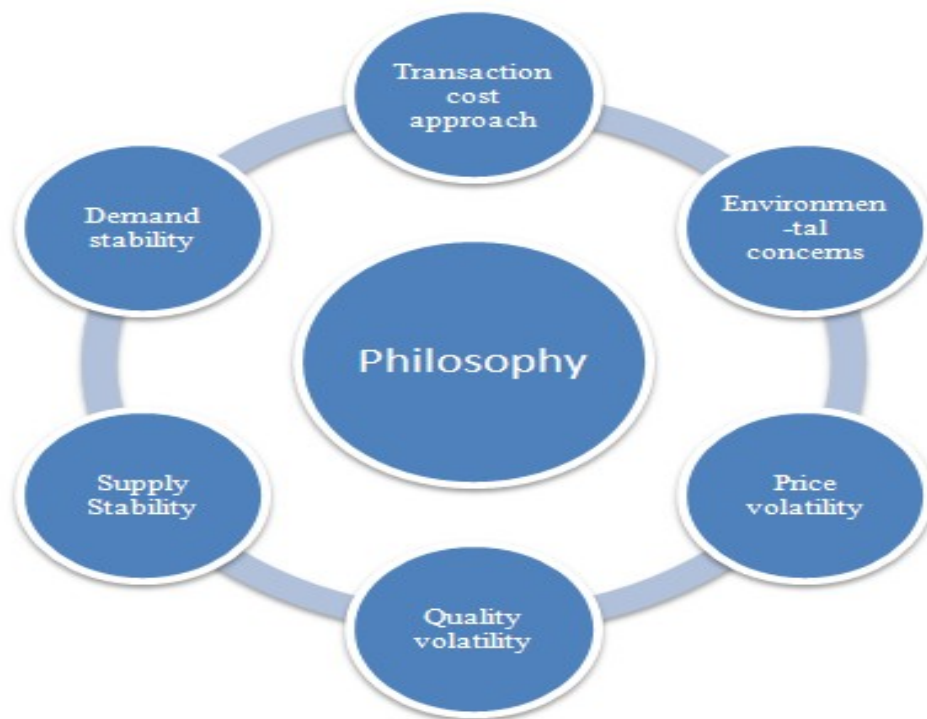 Transaction
cost
approach
Demand
stability
Environmen
-tal
concerns
Philosophy
Supply
Stability
Price
volatility
Quality
volatility